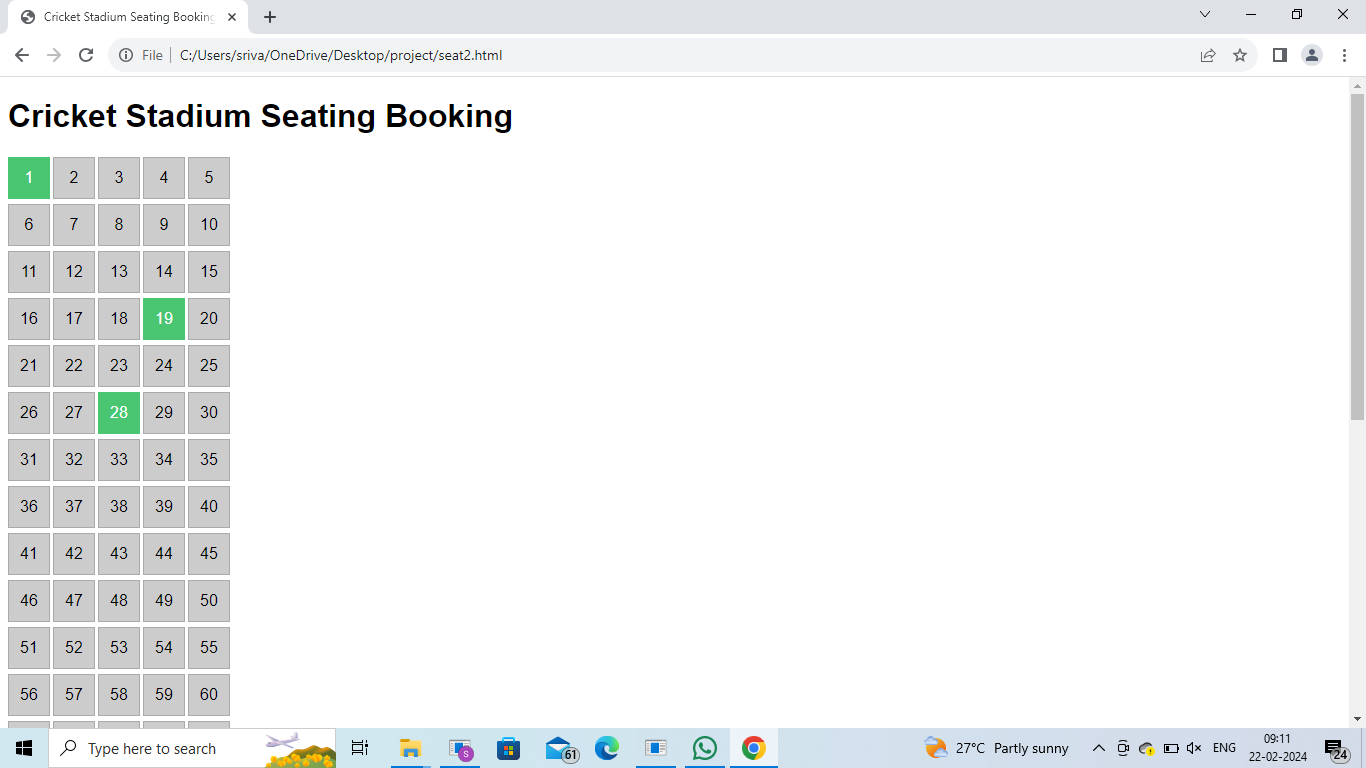 Cricket Stadium Seating Booking
File
C:/Users/sriva/OneDrive/Desktop/project/seat2.html
Cricket Stadium Seating Booking
1 2 3 4 5
6 7 8 9 10
11 12 13 14 15
16 17 18 19 20
21 22 23 24 25
26 27 28 29 30
31 32 33 34 35
36 37 38 39 40
41 42 43 44 45
46 47 48 49 50
51 52 53 54 55
56 57 58 59 60
Type here to search
S
61
27°C Partly sunny
ENG
09:11
22-02-2024
24